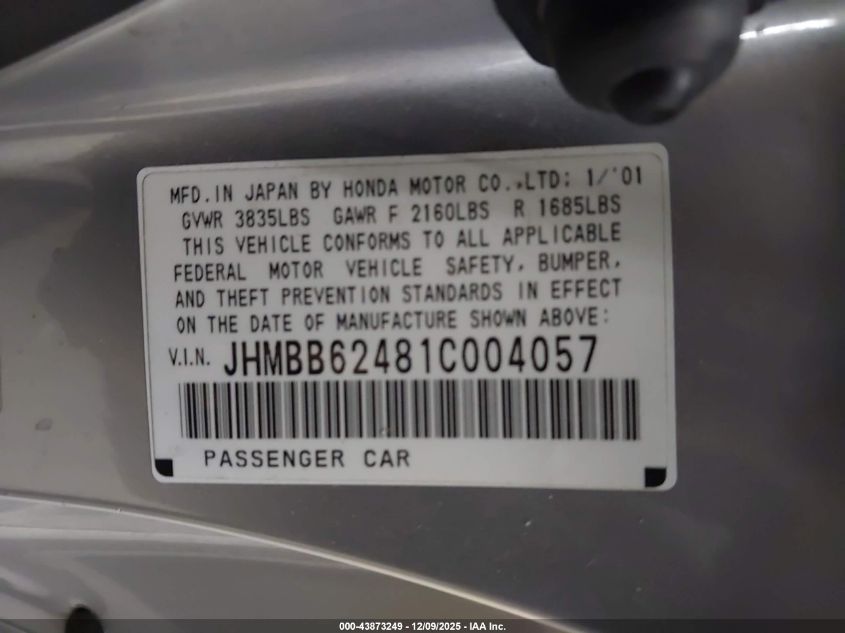 MFD.IN JAPAN BY HONDA MOTOR CO.,LTD: 1/'01
GVWR 3835LBS GAWR F 2160LBS R 1685LBS
THIS VEHICLE CONFORMS TO ALL APPLICABLE
FEDERAL MOTOR VEHICLE SAFETY, BUMPER,
AND THEFT PREVENTION STANDARDS IN EFFECT
ON THE DATE OF MANUFACTURE SHOWN ABOVE:
V.I.N. JHMBB62481C004057
PASSENGER CAR
000-43873249 - 12/09/2025 - IAA Inc.